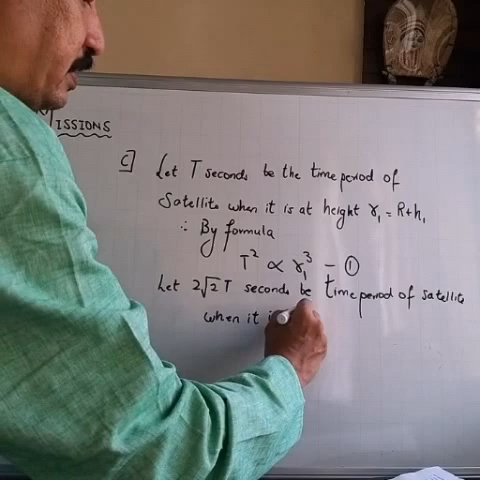 MISSIONS
C] Let T seconds be the time period of
Satellite when it is at height r₁ = R+h₁
∴ By formula
T² ∝ r₁³ — ①
Let 2√2 T seconds be time period of satellite
when it i